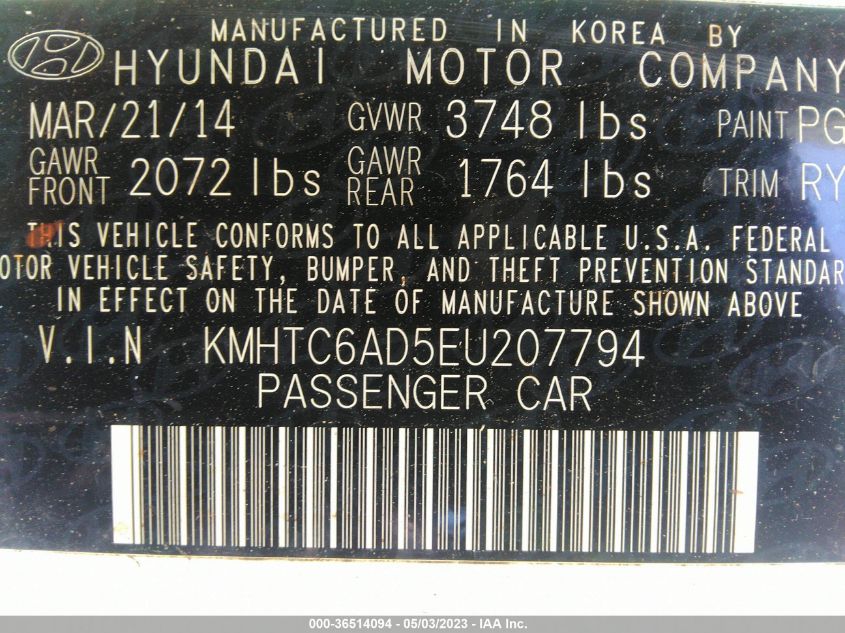 MANUFACTURED IN KOREA BY
HYUNDAI MOTOR COMPANY
MAR/21/14 GVWR 3748 lbs PAINT PG
GAWR FRONT 2072 lbs GAWR REAR 1764 lbs TRIM RY
THIS VEHICLE CONFORMS TO ALL APPLICABLE U.S.A. FEDERAL
OTOR VEHICLE SAFETY, BUMPER, AND THEFT PREVENTION STANDAR
IN EFFECT ON THE DATE OF MANUFACTURE SHOWN ABOVE
V.I.N KMHTC6AD5EU207794
PASSENGER CAR
000-36514094 - 05/03/2023 - IAA Inc.